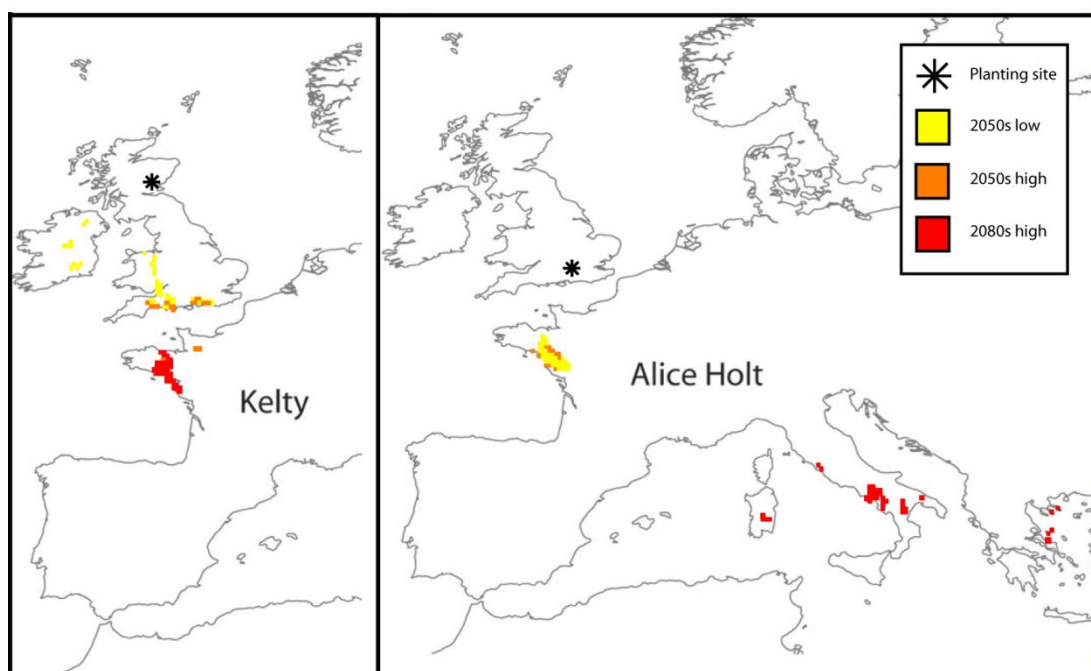 Kelty
Alice Holt
Planting site
2050s low
2050s high
2080s high